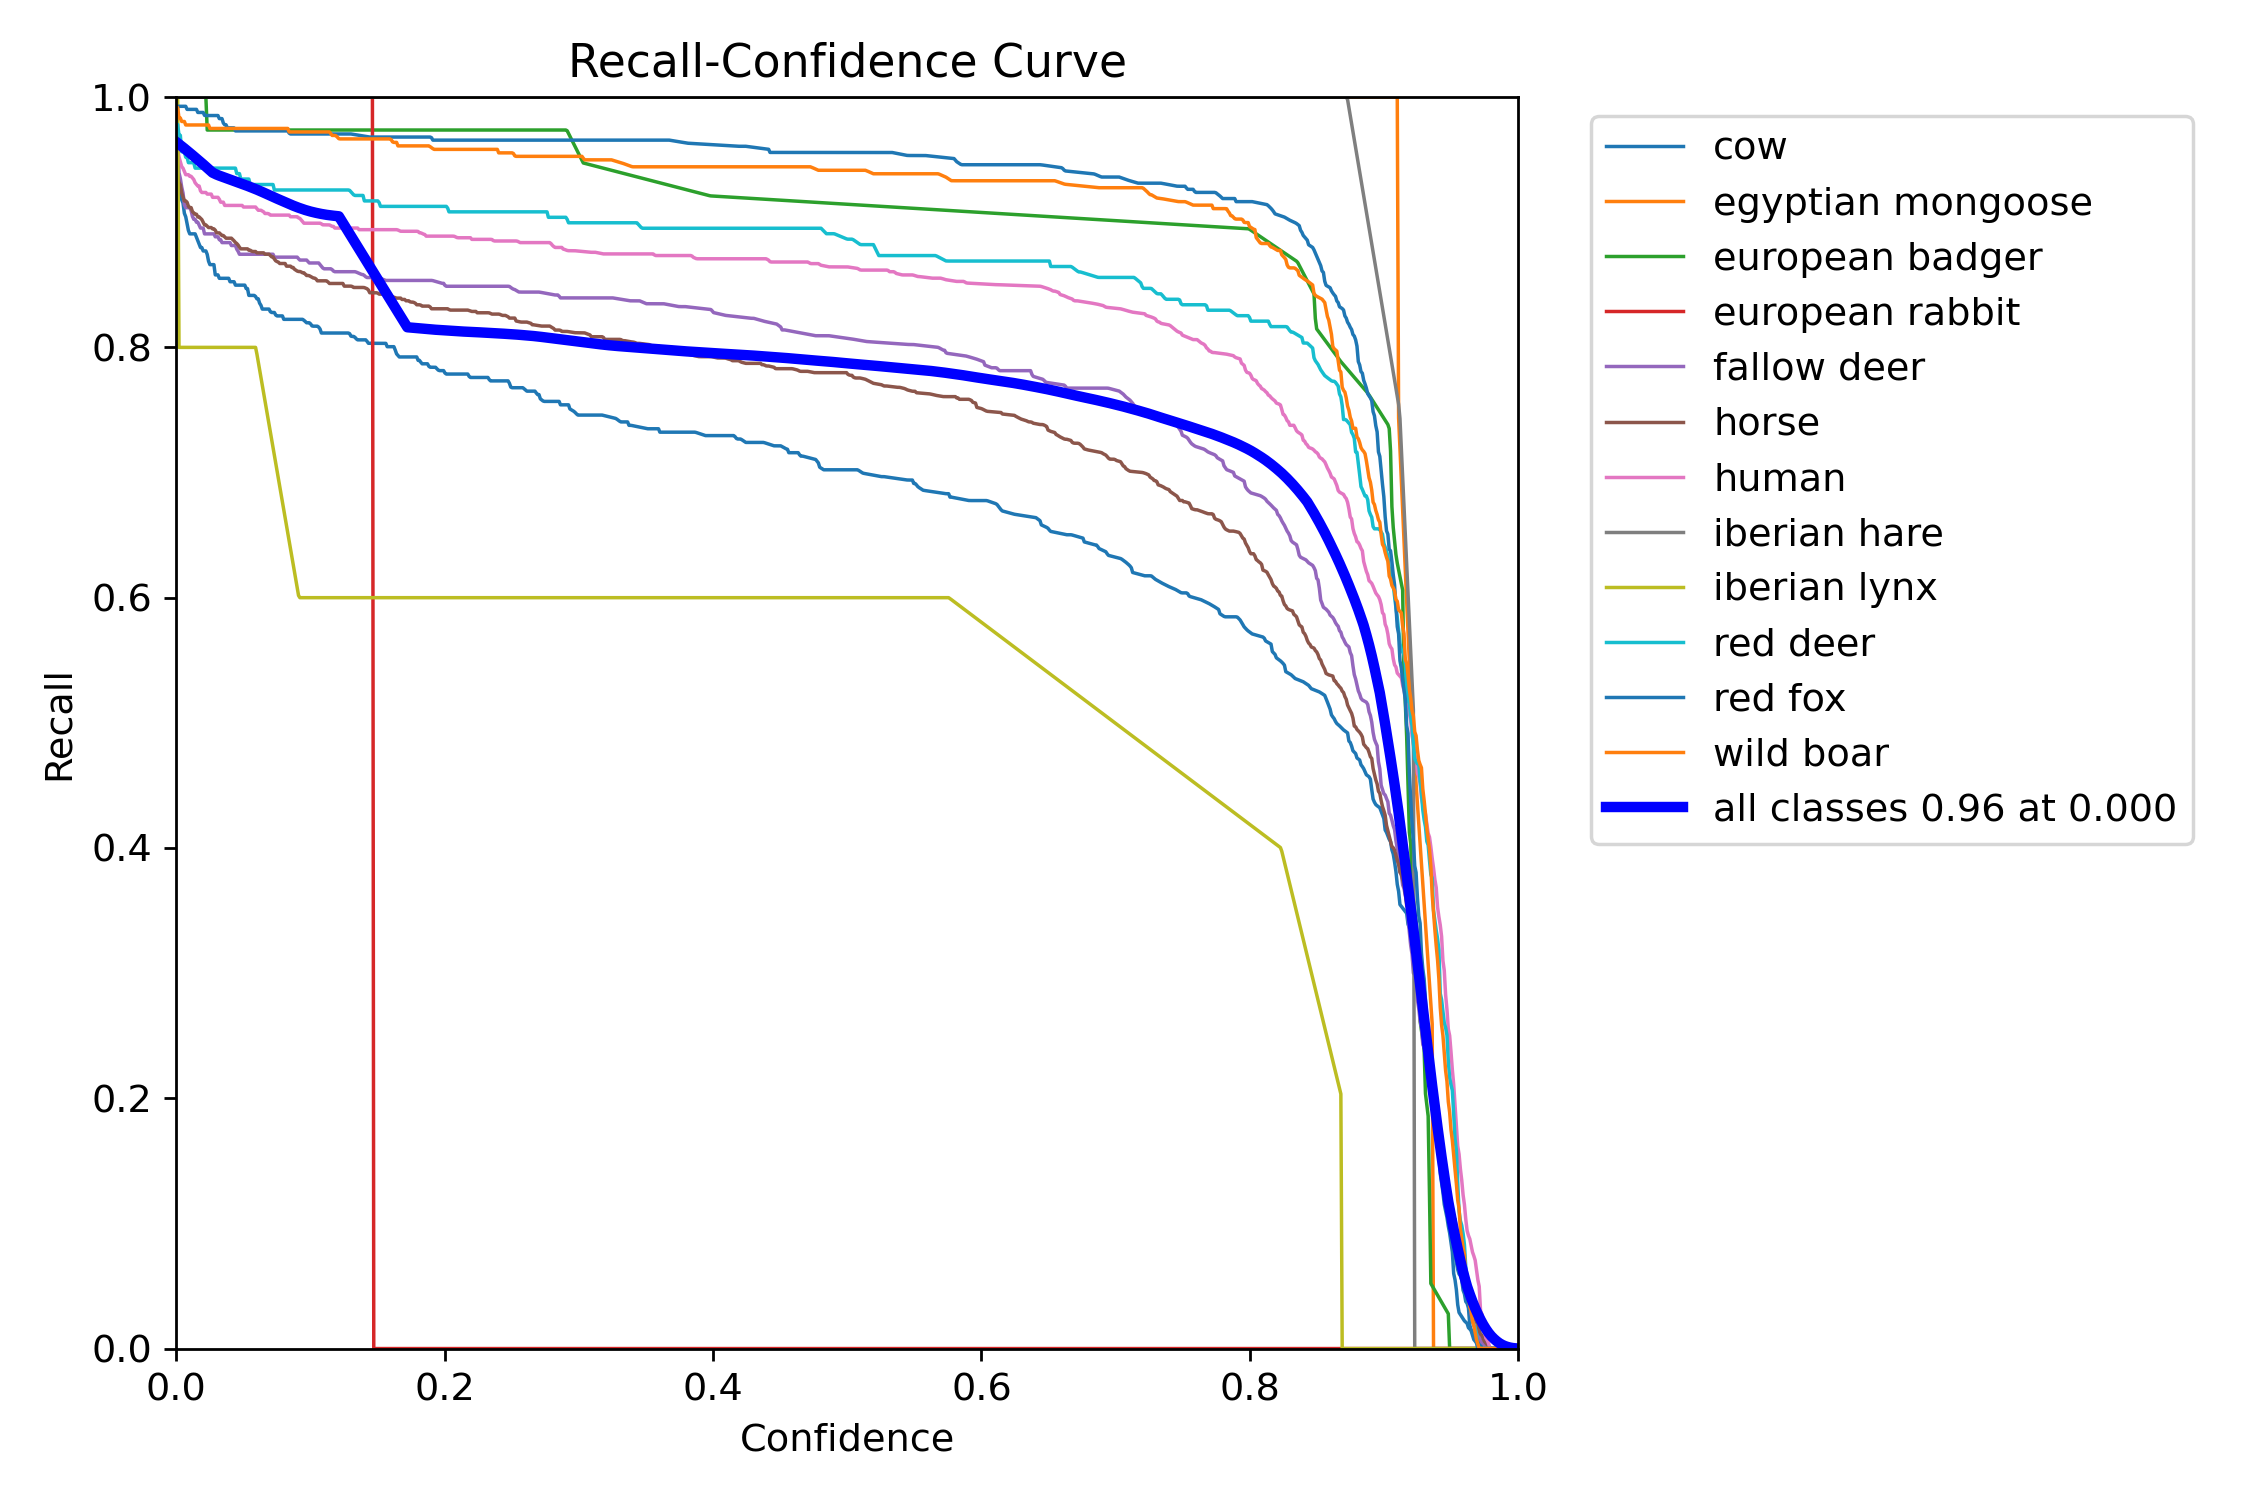 Recall-Confidence Curve
1.0
0.8
0.6
0.4
0.2
0.0
Recall
0.0 0.2 0.4 0.6 0.8 1.0
Confidence
cow
egyptian mongoose
european badger
european rabbit
fallow deer
horse
human
iberian hare
iberian lynx
red deer
red fox
wild boar
all classes 0.96 at 0.000